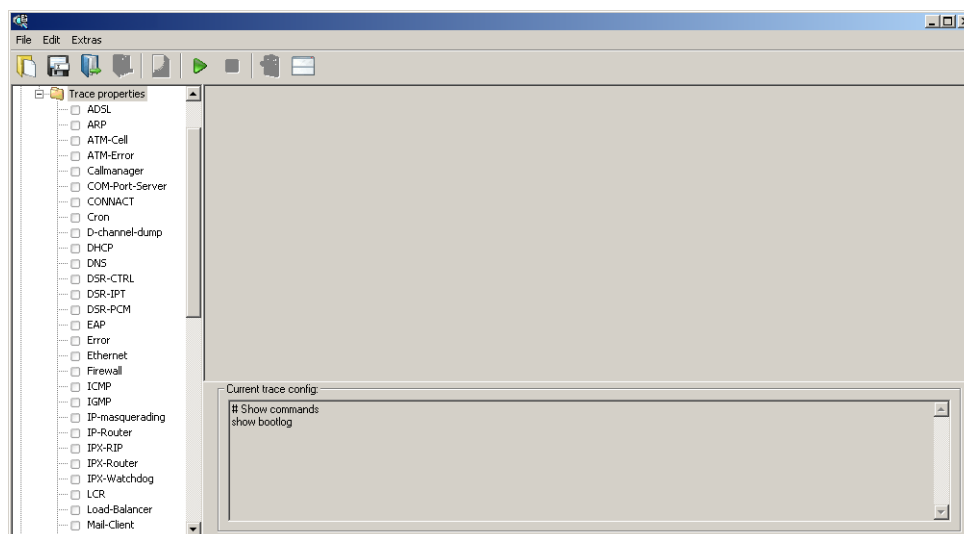 File Edit Extras
Trace properties
ADSL
ARP
ATM-Cell
ATM-Error
Callmanager
COM-Port-Server
CONNACT
Cron
D-channel-dump
DHCP
DNS
DSR-CTRL
DSR-IPT
DSR-PCM
EAP
Error
Ethernet
Firewall
ICMP
IGMP
IP-masquerading
IP-Router
IPX-RIP
IPX-Router
IPX-Watchdog
LCR
Load-Balancer
Mail-Client
Current trace config:
# Show commands
show bootlog